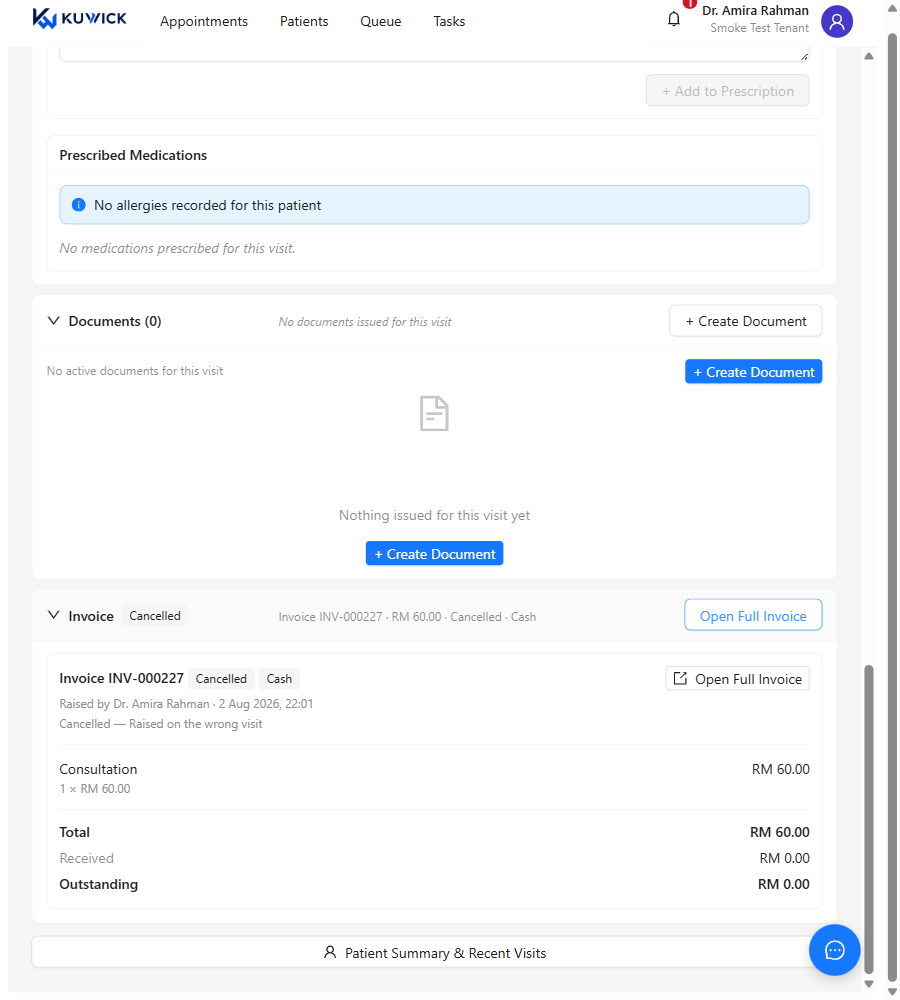 KUWICK
Appointments
Patients
Queue
Tasks
1
Dr. Amira Rahman
Smoke Test Tenant
+ Add to Prescription
Prescribed Medications
No allergies recorded for this patient
No medications prescribed for this visit.
Documents (0)
No documents issued for this visit
+ Create Document
No active documents for this visit
+ Create Document
Nothing issued for this visit yet
+ Create Document
Invoice
Cancelled
Invoice INV-000227 · RM 60.00 · Cancelled · Cash
Open Full Invoice
Invoice INV-000227
Cancelled
Cash
Open Full Invoice
Raised by Dr. Amira Rahman · 2 Aug 2026, 22:01
Cancelled — Raised on the wrong visit
Consultation
RM 60.00
1 × RM 60.00
Total
RM 60.00
Received
RM 0.00
Outstanding
RM 0.00
Patient Summary & Recent Visits